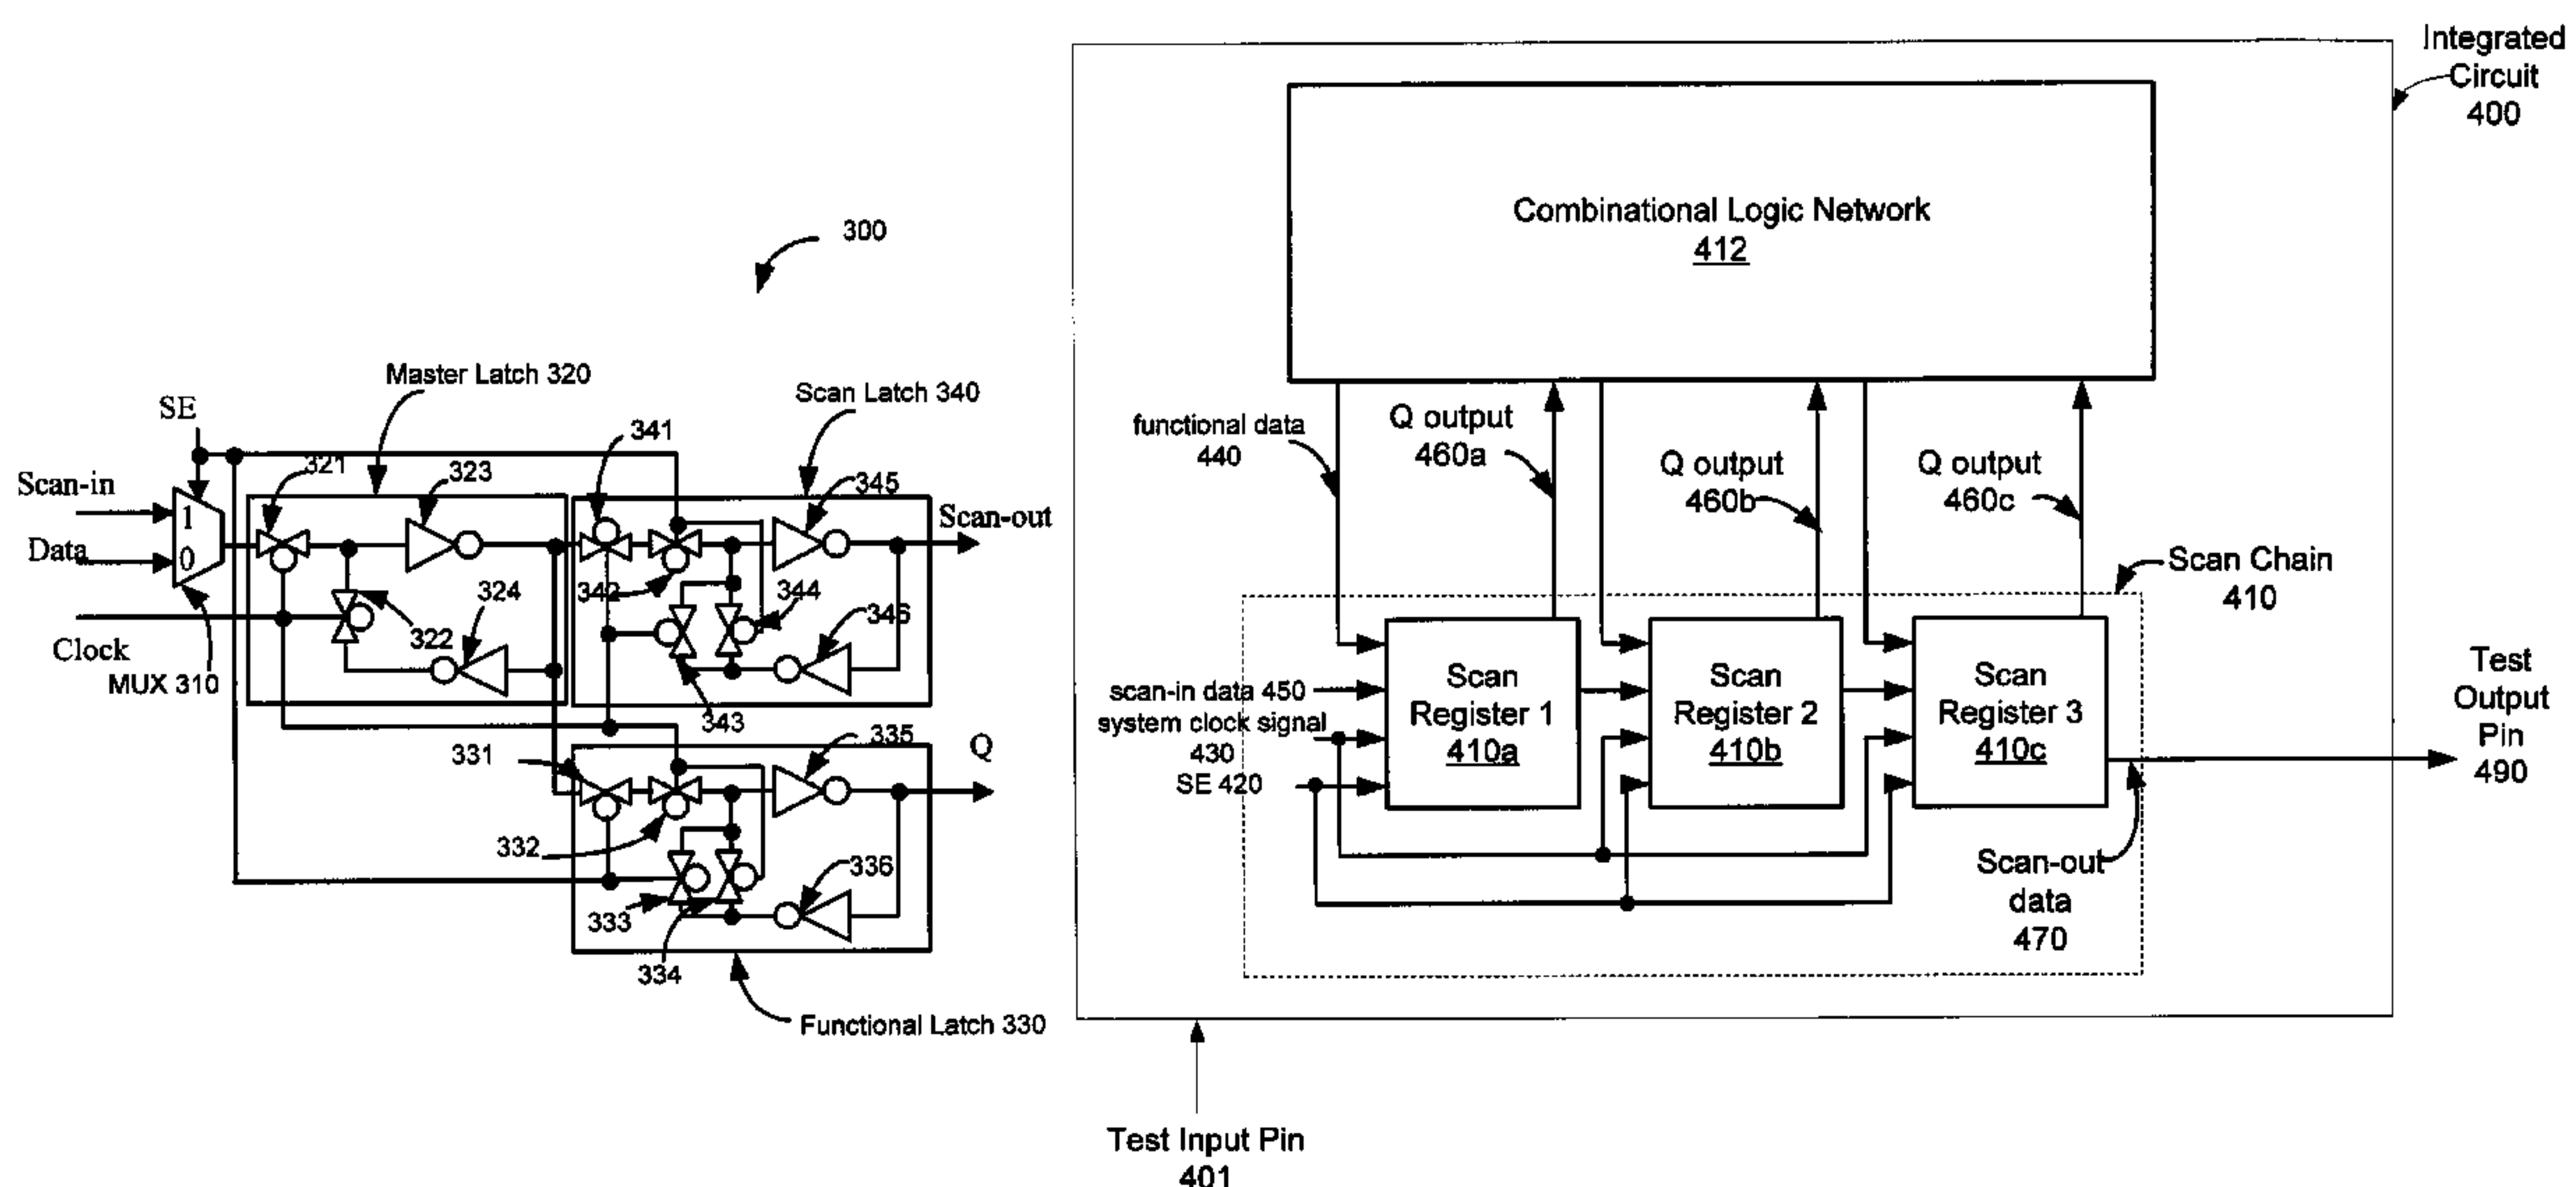 300
Master Latch 320
Scan Latch 340
SE
321
323
341
345
Scan-in
1
Scan-out
Data
0
342
344
324
322
346
Clock
MUX 310
343
331
335
Q
332
336
333
334
Functional Latch 330
Integrated
Circuit
400
Combinational Logic Network
412
functional data
440
Q output
460a
Q output
460b
Q output
460c
Scan Chain
410
scan-in data 450
system clock signal
430
SE 420
Scan
Register 1
410a
Scan
Register 2
410b
Scan
Register 3
410c
Test
Output
Pin
490
Scan-out
data
470
Test Input Pin
401